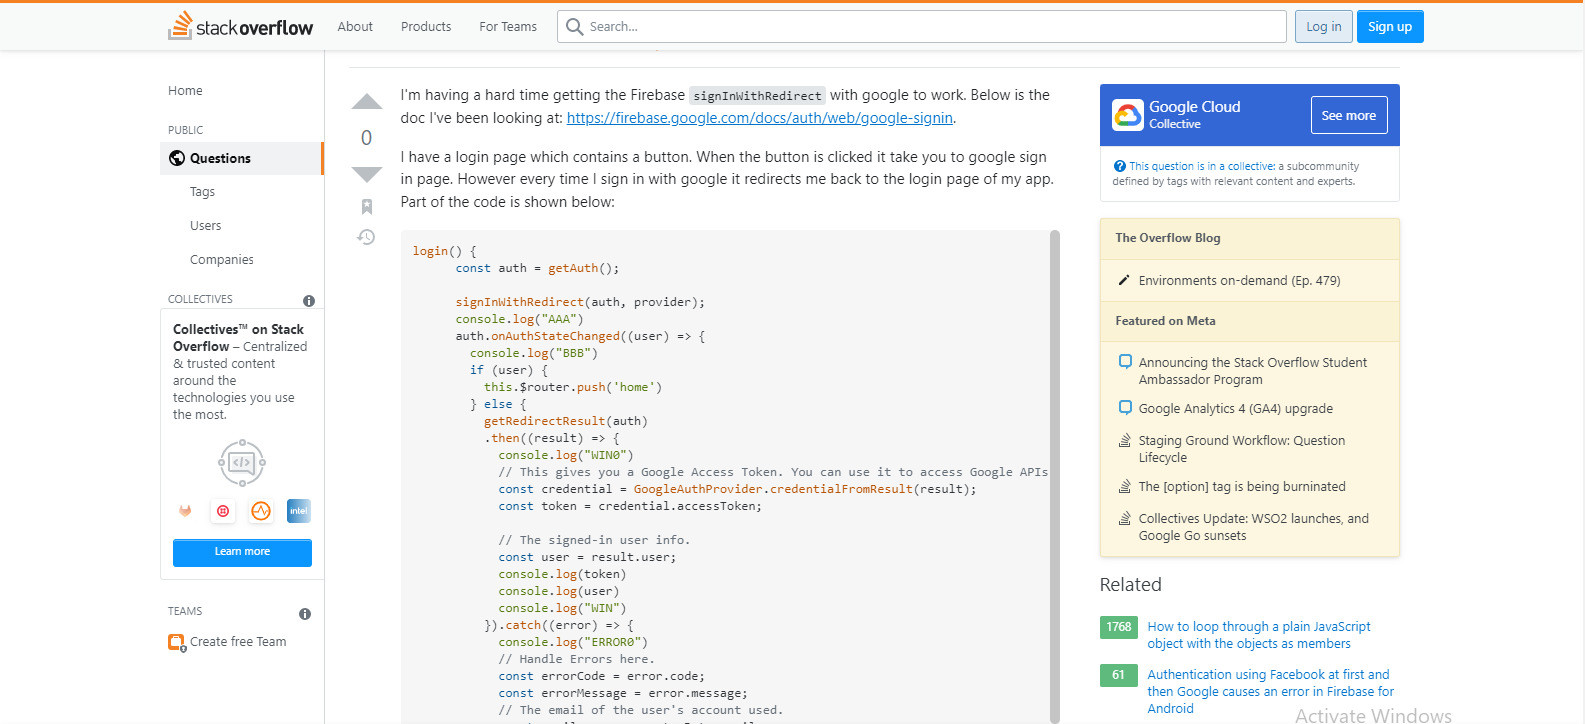 stack overflow
About
Products
For Teams
Search...
Log in
Sign up
Home
PUBLIC
Questions
Tags
Users
Companies
COLLECTIVES
Collectives™ on Stack
Overflow – Centralized
& trusted content
around the
technologies you use
the most.
intel
Learn more
TEAMS
Create free Team
0
I'm having a hard time getting the Firebase signInWithRedirect with google to work. Below is the
doc I've been looking at: https://firebase.google.com/docs/auth/web/google-signin.
I have a login page which contains a button. When the button is clicked it take you to google sign
in page. However every time I sign in with google it redirects me back to the login page of my app.
Part of the code is shown below:
login() {
const auth = getAuth();
signInWithRedirect(auth, provider);
console.log("AAA")
auth.onAuthStateChanged((user) => {
console.log("BBB")
if (user) {
this.$router.push('home')
} else {
getRedirectResult(auth)
.then((result) => {
console.log("WIN0")
// This gives you a Google Access Token. You can use it to access Google APIs
const credential = GoogleAuthProvider.credentialFromResult(result);
const token = credential.accessToken;
// The signed-in user info.
const user = result.user;
console.log(token)
console.log(user)
console.log("WIN")
}).catch((error) => {
console.log("ERROR0")
// Handle Errors here.
const errorCode = error.code;
const errorMessage = error.message;
// The email of the user's account used.
Google Cloud
Collective
See more
This question is in a collective: a subcommunity
defined by tags with relevant content and experts.
The Overflow Blog
Environments on-demand (Ep. 479)
Featured on Meta
Announcing the Stack Overflow Student
Ambassador Program
Google Analytics 4 (GA4) upgrade
Staging Ground Workflow: Question
Lifecycle
The [option] tag is being burninated
Collectives Update: WSO2 launches, and
Google Go sunsets
Related
1768
How to loop through a plain JavaScript
object with the objects as members
61
Authentication using Facebook at first and
then Google causes an error in Firebase for
Android
Activate Windows